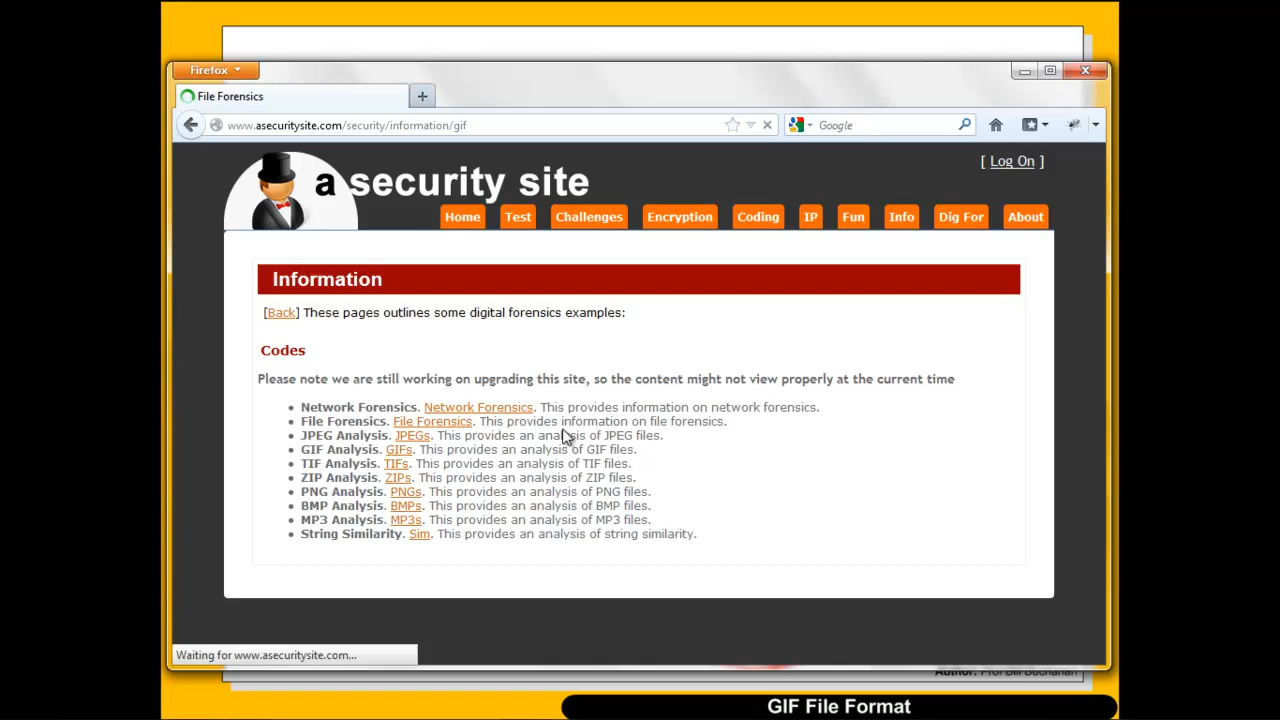 Firefox
File Forensics
www.asecuritysite.com/security/information/gif
Google
[ Log On ]
a security site
Home Test Challenges Encryption Coding IP Fun Info Dig For About
Information
[Back] These pages outlines some digital forensics examples:
Codes
Please note we are still working on upgrading this site, so the content might not view properly at the current time
Network Forensics. Network Forensics. This provides information on network forensics.
File Forensics. File Forensics. This provides information on file forensics.
JPEG Analysis. JPEGs. This provides an analysis of JPEG files.
GIF Analysis. GIFs. This provides an analysis of GIF files.
TIF Analysis. TIFs. This provides an analysis of TIF files.
ZIP Analysis. ZIPs. This provides an analysis of ZIP files.
PNG Analysis. PNGs. This provides an analysis of PNG files.
BMP Analysis. BMPs. This provides an analysis of BMP files.
MP3 Analysis. MP3s. This provides an analysis of MP3 files.
String Similarity. Sim. This provides an analysis of string similarity.
Waiting for www.asecuritysite.com...
Author: Prof Bill Buchanan
GIF File Format